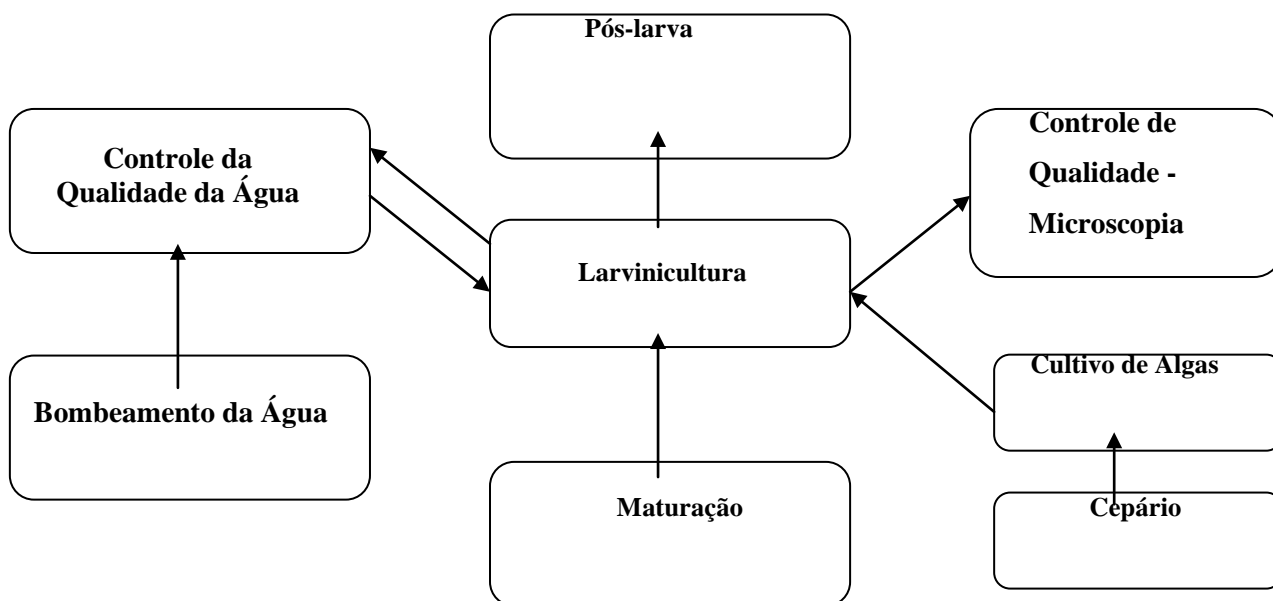 Pós-larva
Controle da
Qualidade da Água
Controle de
Qualidade -
Microscopia
Larvinicultura
Cultivo de Algas
Bombeamento da Água
Maturação
Cepário